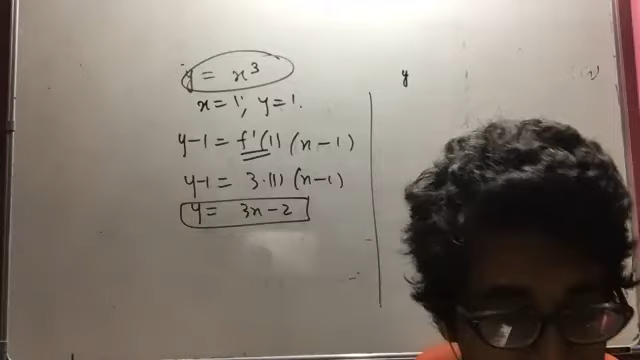 y = x³
x = 1, y = 1.
y-1 = f'(1) (x-1)
y-1 = 3.(1) (x-1)
y = 3x-2
y